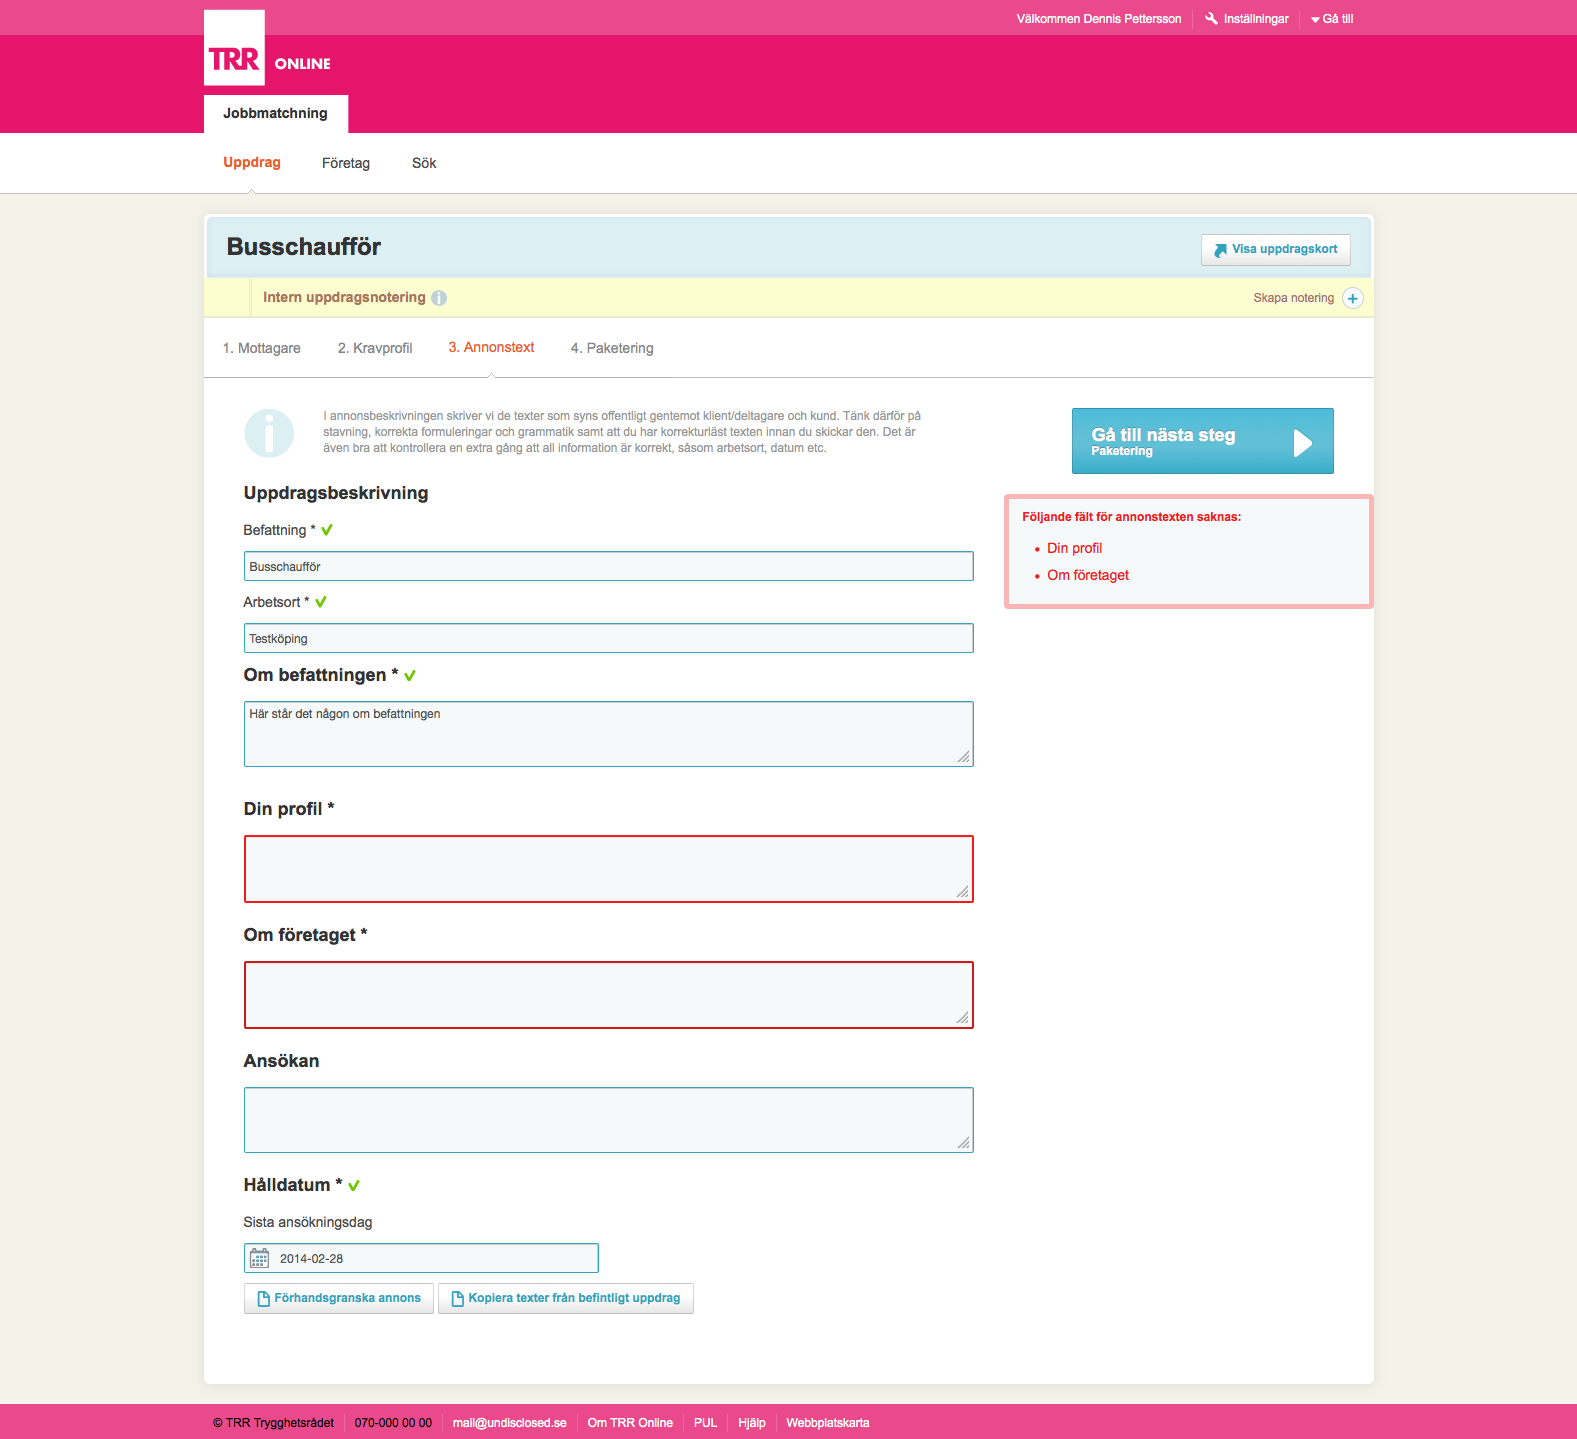 Välkommen Dennis Pettersson
Inställningar
Gå till
TRR ONLINE
Jobbmatchning
Uppdrag
Företag
Sök
Busschaufför
Visa uppdragskort
Intern uppdragsnotering
Skapa notering
1. Mottagare
2. Kravprofil
3. Annonstext
4. Paketering
I annonsbeskrivningen skriver vi de texter som syns offentligt gentemot klient/deltagare och kund. Tänk därför på
stavning, korrekta formuleringar och grammatik samt att du har korrekturläst texten innan du skickar den. Det är
även bra att kontrollera en extra gång att all information är korrekt, såsom arbetsort, datum etc.
Gå till nästa steg
Paketering
Uppdragsbeskrivning
Följande fält för annonstexten saknas:
• Din profil
• Om företaget
Befattning *
Busschaufför
Arbetsort *
Testköping
Om befattningen *
Här står det någon om befattningen
Din profil *
Om företaget *
Ansökan
Hålldatum *
Sista ansökningsdag
2014-02-28
Förhandsgranska annons
Kopiera texter från befintligt uppdrag
© TRR Trygghetsrådet
070-000 00 00
mail@undisclosed.se
Om TRR Online
PUL
Hjälp
Webbplatskarta